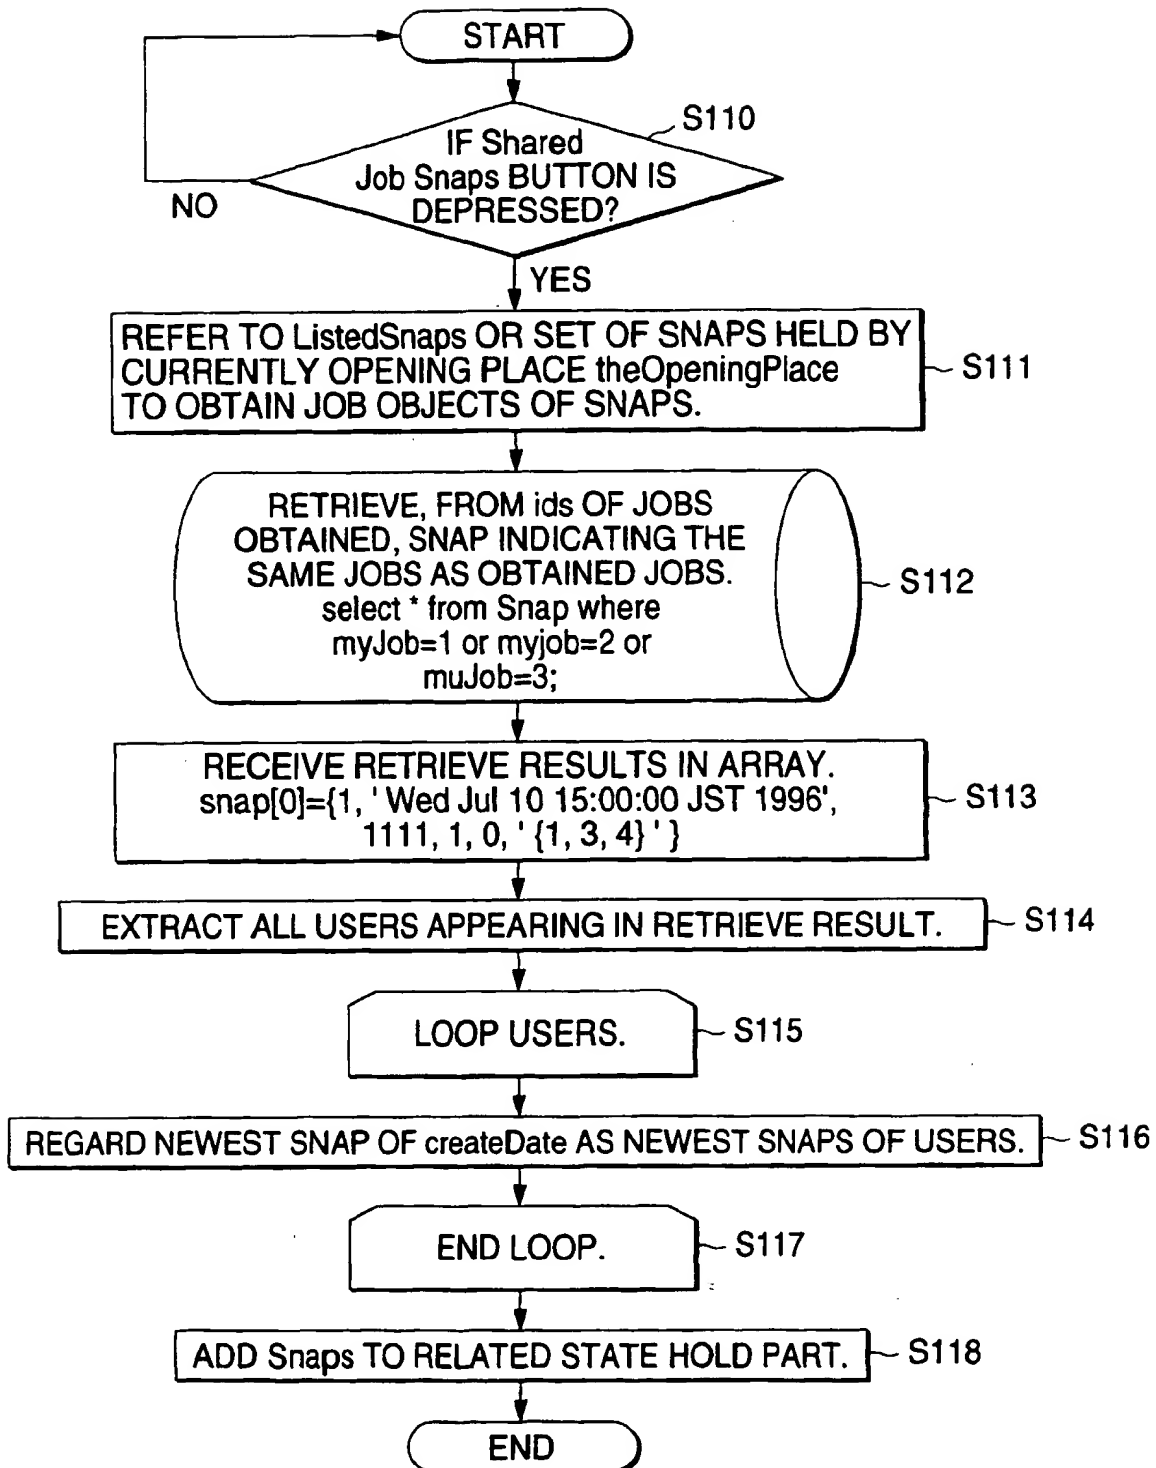 START
S110
IF Shared
Job Snaps BUTTON IS
DEPRESSED?
NO
YES
REFER TO ListedSnaps OR SET OF SNAPS HELD BY
CURRENTLY OPENING PLACE theOpeningPlace
TO OBTAIN JOB OBJECTS OF SNAPS.
S111
RETRIEVE, FROM ids OF JOBS
OBTAINED, SNAP INDICATING THE
SAME JOBS AS OBTAINED JOBS.
select * from Snap where
myJob=1 or myjob=2 or
muJob=3;
S112
RECEIVE RETRIEVE RESULTS IN ARRAY.
snap[0]={1, ' Wed Jul 10 15:00:00 JST 1996',
1111, 1, 0, ' {1, 3, 4} ' }
S113
EXTRACT ALL USERS APPEARING IN RETRIEVE RESULT.
S114
LOOP USERS.
S115
REGARD NEWEST SNAP OF createDate AS NEWEST SNAPS OF USERS.
S116
END LOOP.
S117
ADD Snaps TO RELATED STATE HOLD PART.
S118
END